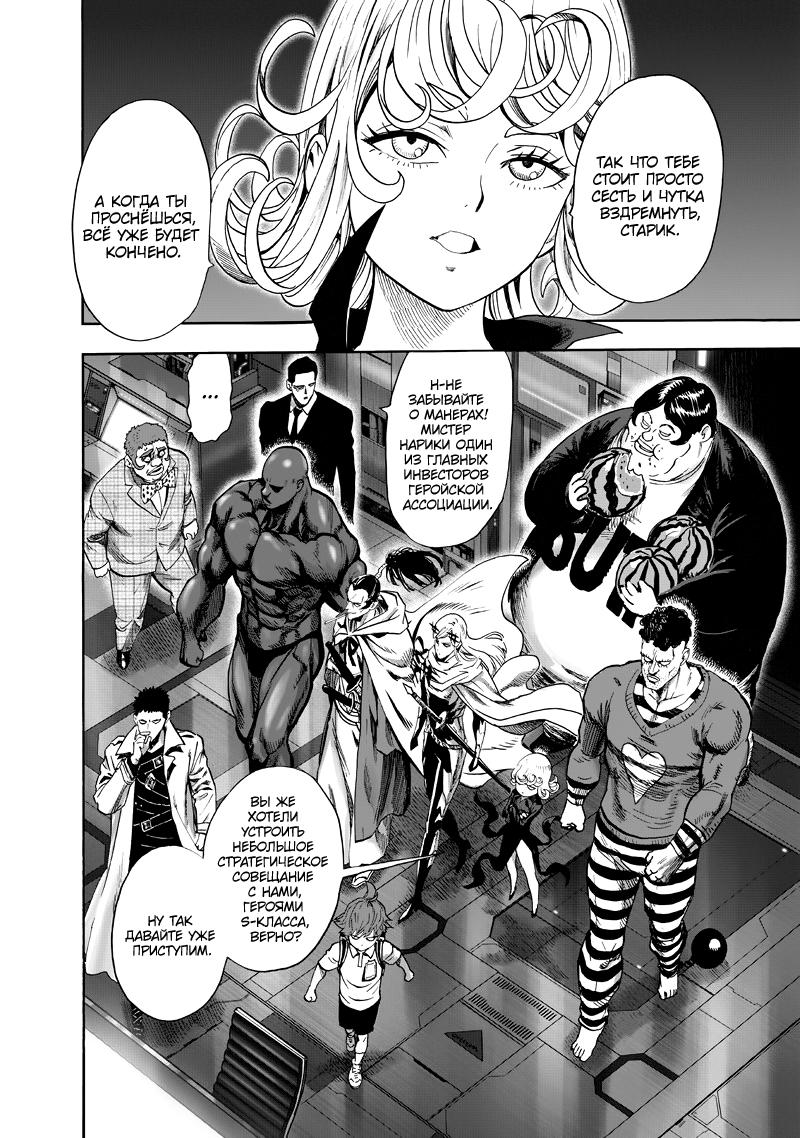 ТАК ЧТО ТЕБЕ
СТОИТ ПРОСТО
СЕСТЬ И ЧУТКА
ВЗДРЕМНУТЬ,
СТАРИК.
А КОГДА ТЫ
ПРОСНЁШЬСЯ,
ВСЁ УЖЕ БУДЕТ
КОНЧЕНО.
...
Н-НЕ
ЗАБЫВАЙТЕ
О МАНЕРАХ!
МИСТЕР
НАРИКИ ОДИН
ИЗ ГЛАВНЫХ
ИНВЕСТОРОВ
ГЕРОЙСКОЙ
АССОЦИАЦИИ.
ВЫ ЖЕ
ХОТЕЛИ
УСТРОИТЬ
НЕБОЛЬШОЕ
СТРАТЕГИЧЕСКОЕ
СОВЕЩАНИЕ
С НАМИ,
ГЕРОЯМИ
S-КЛАССА,
ВЕРНО?
НУ ТАК
ДАВАЙТЕ УЖЕ
ПРИСТУПИМ.